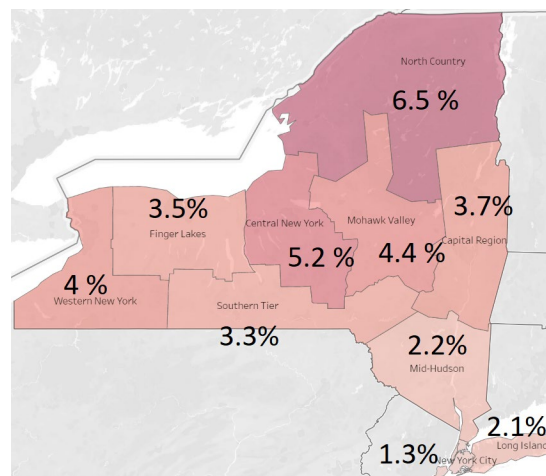 North Country
6.5 %
3.5%
Finger Lakes
Central New York
5.2 %
Mohawk Valley
4.4 %
3.7%
Capital Region
4 %
Western New York
Southern Tier
3.3%
2.2%
Mid-Hudson
2.1%
Long Island
1.3%
New York City